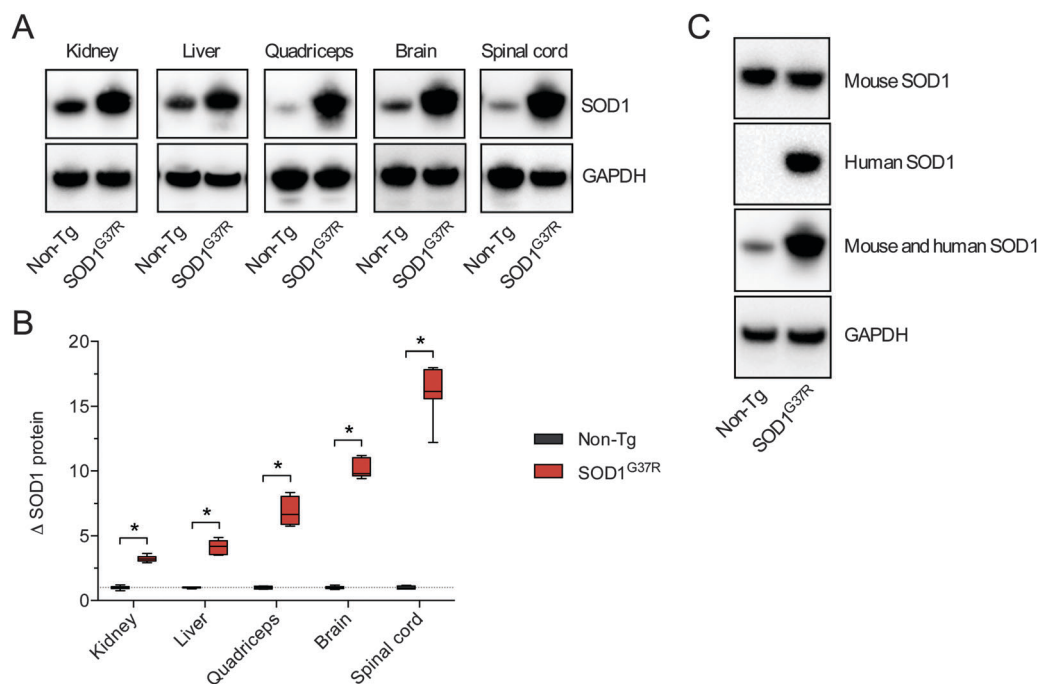 A
Kidney
Liver
Quadriceps
Brain
Spinal cord
SOD1
GAPDH
Non-Tg
SOD1G37R
Non-Tg
SOD1G37R
Non-Tg
SOD1G37R
Non-Tg
SOD1G37R
Non-Tg
SOD1G37R
B
20
15
10
5
0
Δ SOD1 protein
*
*
*
*
*
Kidney
Liver
Quadriceps
Brain
Spinal cord
Non-Tg
SOD1G37R
C
Mouse SOD1
Human SOD1
Mouse and human SOD1
GAPDH
Non-Tg
SOD1G37R